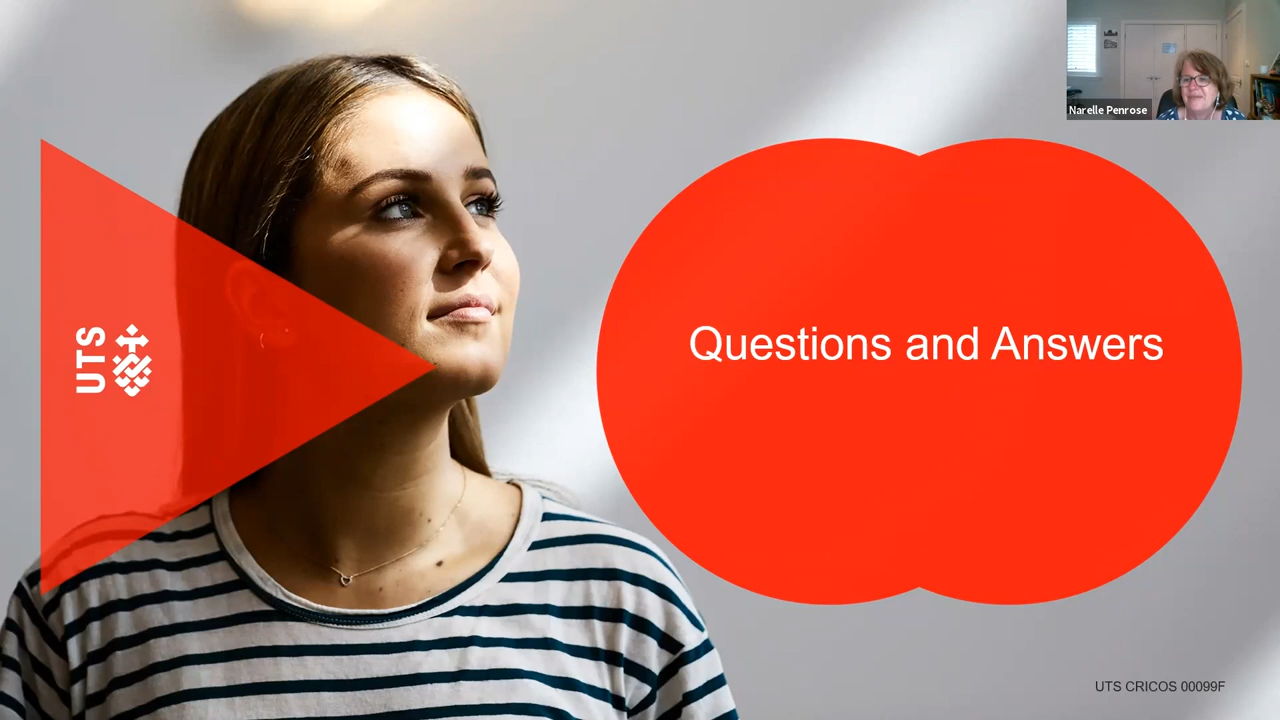 Narelle Penrose
UTS
Questions and Answers
UTS CRICOS 00099F